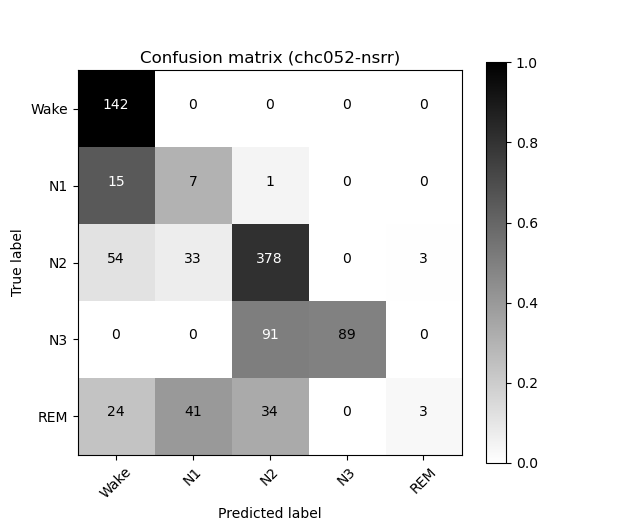 Confusion matrix (chc052-nsrr)
True label
Wake 142 0 0 0 0
N1 15 7 1 0 0
N2 54 33 378 0 3
N3 0 0 91 89 0
REM 24 41 34 0 3
Wake N1 N2 N3 REM
Predicted label
1.0
0.8
0.6
0.4
0.2
0.0